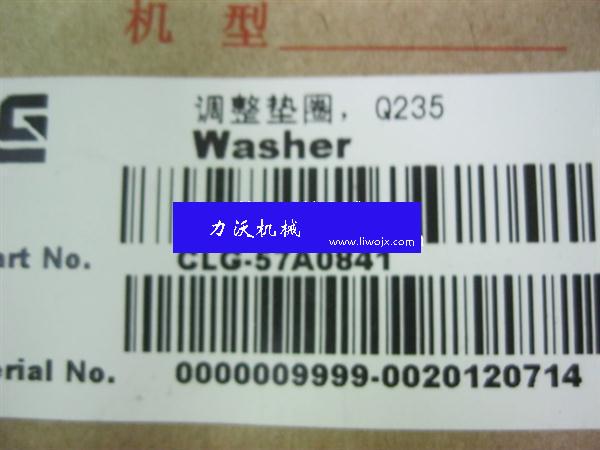 机 型
调整垫圈, Q235
Washer
力沃机械
www.liwojx.com
art No. CLG-57A0841
erial No. 0000009999-0020120714